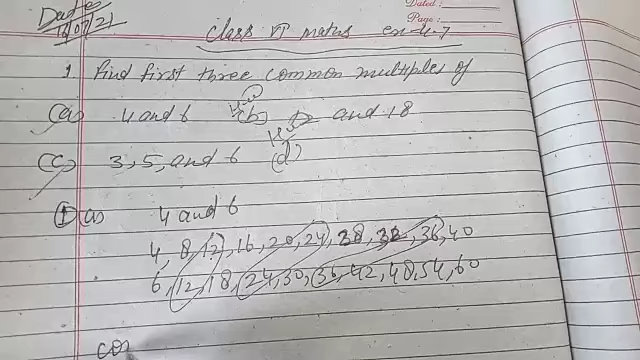 Date
16/07/21
Dated:
Page:
Class VI maths ex-4.7
1 Find first three common multiples of
(a) 4 and 6 (b) 12 and 18
(c) 3, 5, and 6 (d)
(1) (a) 4 and 6
4, 8, 12, 16, 20, 24, 28, 32, 36, 40
6, 12, 18, 24, 30, 36, 42, 48, 54, 60